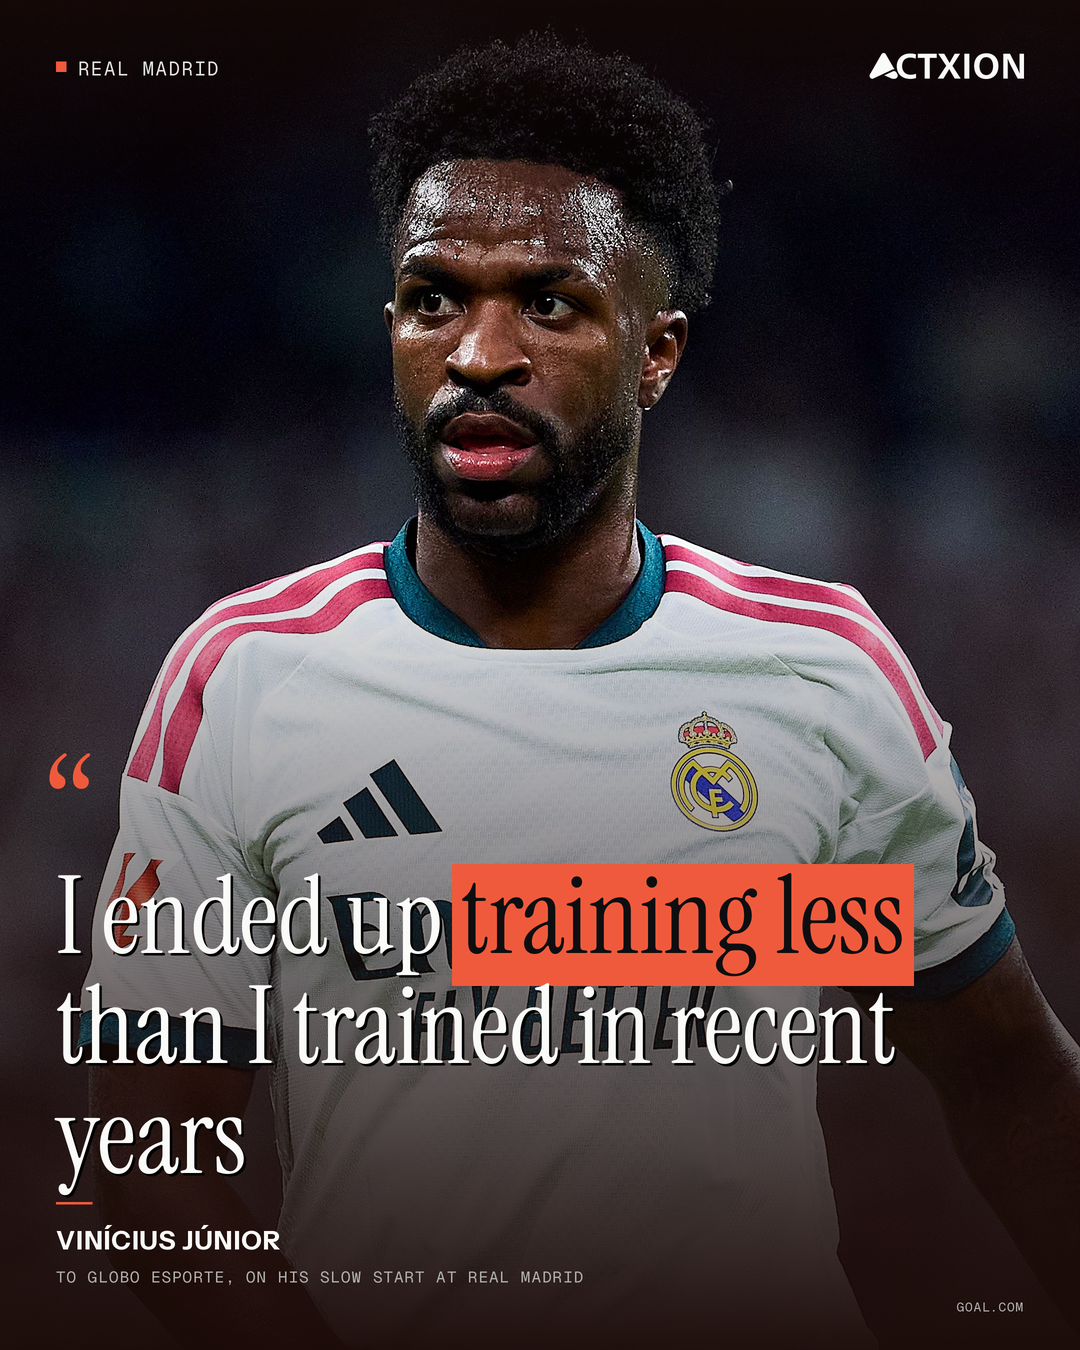 REAL MADRID
ACTXION
“
I ended up training less
than I trained in recent
years
VINÍCIUS JÚNIOR
TO GLOBO ESPORTE, ON HIS SLOW START AT REAL MADRID
GOAL.COM